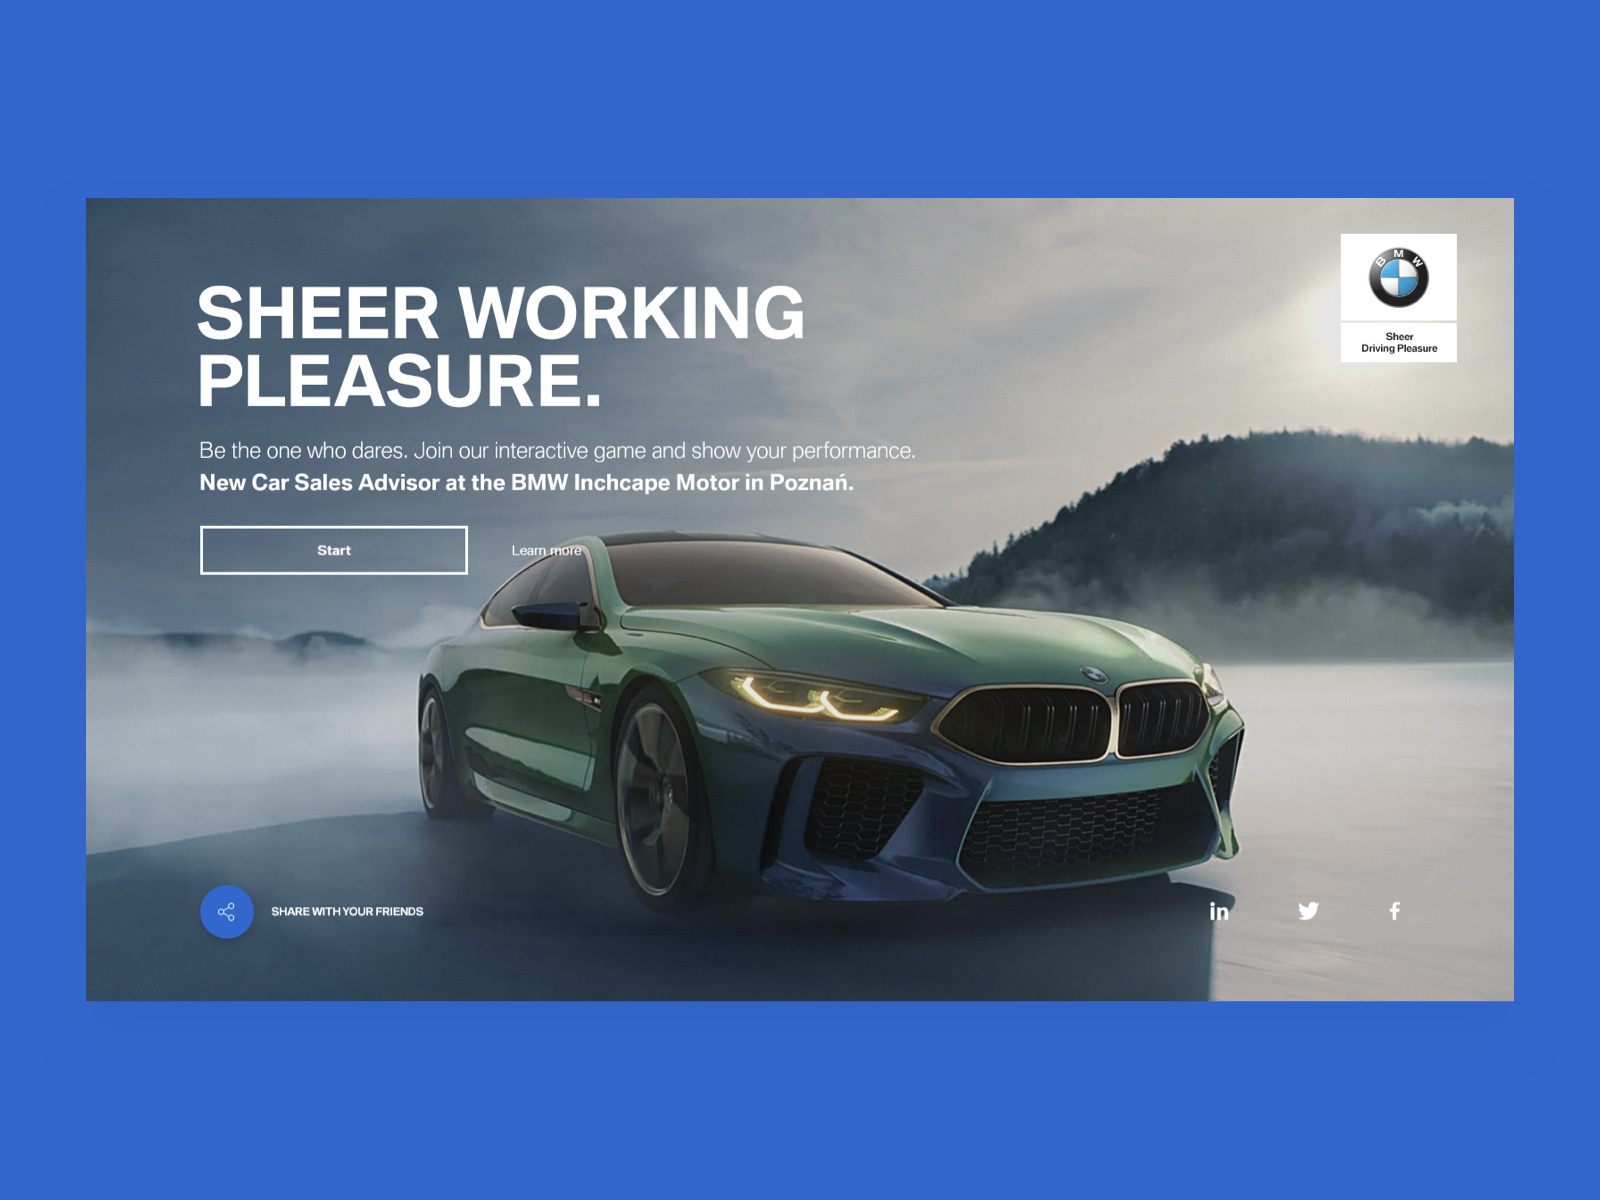 SHEER WORKING
PLEASURE.
Be the one who dares. Join our interactive game and show your performance.
New Car Sales Advisor at the BMW Inchcape Motor in Poznań.
Start
Learn more
BMW
Sheer
Driving Pleasure
SHARE WITH YOUR FRIENDS
in